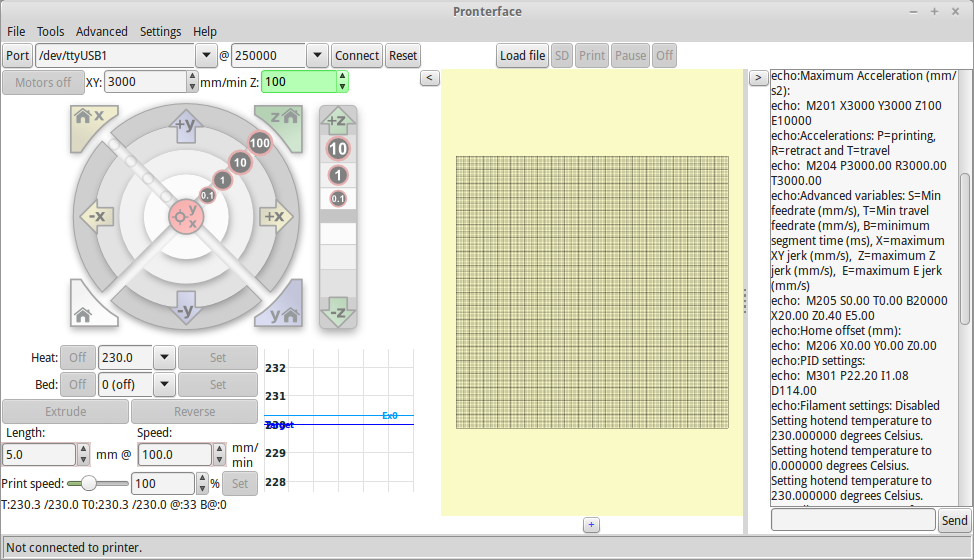 Pronterface
File Tools Advanced Settings Help
Port /dev/ttyUSB1 @ 250000 Connect Reset Load file SD Print Pause Off
Motors off XY: 3000 mm/min Z: 100 < >
x z
+y +z
100
10
1
0.1
10
1
0.1
-x y x +x
-y -z
y
Heat: Off 230.0 Set
Bed: Off 0 (off) Set
Extrude Reverse
Length: Speed:
5.0 mm @ 100.0 mm/
min
Print speed: 100 % Set
T:230.3 /230.0 T0:230.3 /230.0 @:33 B@:0
232
231
Ex0
Target
229
228
+
echo:Maximum Acceleration (mm/
s2):
echo: M201 X3000 Y3000 Z100
E10000
echo:Accelerations: P=printing,
R=retract and T=travel
echo: M204 P3000.00 R3000.00
T3000.00
echo:Advanced variables: S=Min
feedrate (mm/s), T=Min travel
feedrate (mm/s), B=minimum
segment time (ms), X=maximum
XY jerk (mm/s), Z=maximum Z
jerk (mm/s), E=maximum E jerk
(mm/s)
echo: M205 S0.00 T0.00 B20000
X20.00 Z0.40 E5.00
echo:Home offset (mm):
echo: M206 X0.00 Y0.00 Z0.00
echo:PID settings:
echo: M301 P22.20 I1.08
D114.00
echo:Filament settings: Disabled
Setting hotend temperature to
230.000000 degrees Celsius.
Setting hotend temperature to
0.000000 degrees Celsius.
Setting hotend temperature to
230.000000 degrees Celsius.
Send
Not connected to printer.